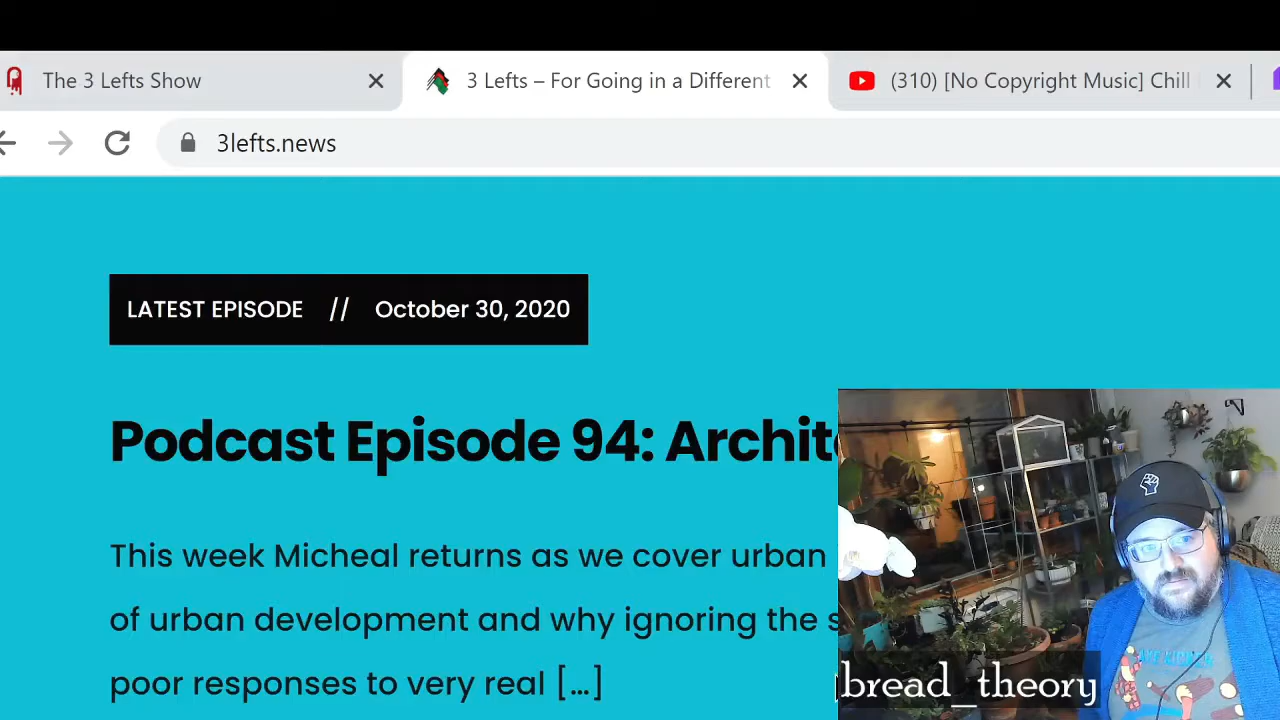 The 3 Lefts Show
3 Lefts – For Going in a Different
(310) [No Copyright Music] Chill
3lefts.news
LATEST EPISODE // October 30, 2020
Podcast Episode 94:
This week Micheal returns as we cover urban
of urban development and why ignoring the
poor responses to very real [...]
bread_theory